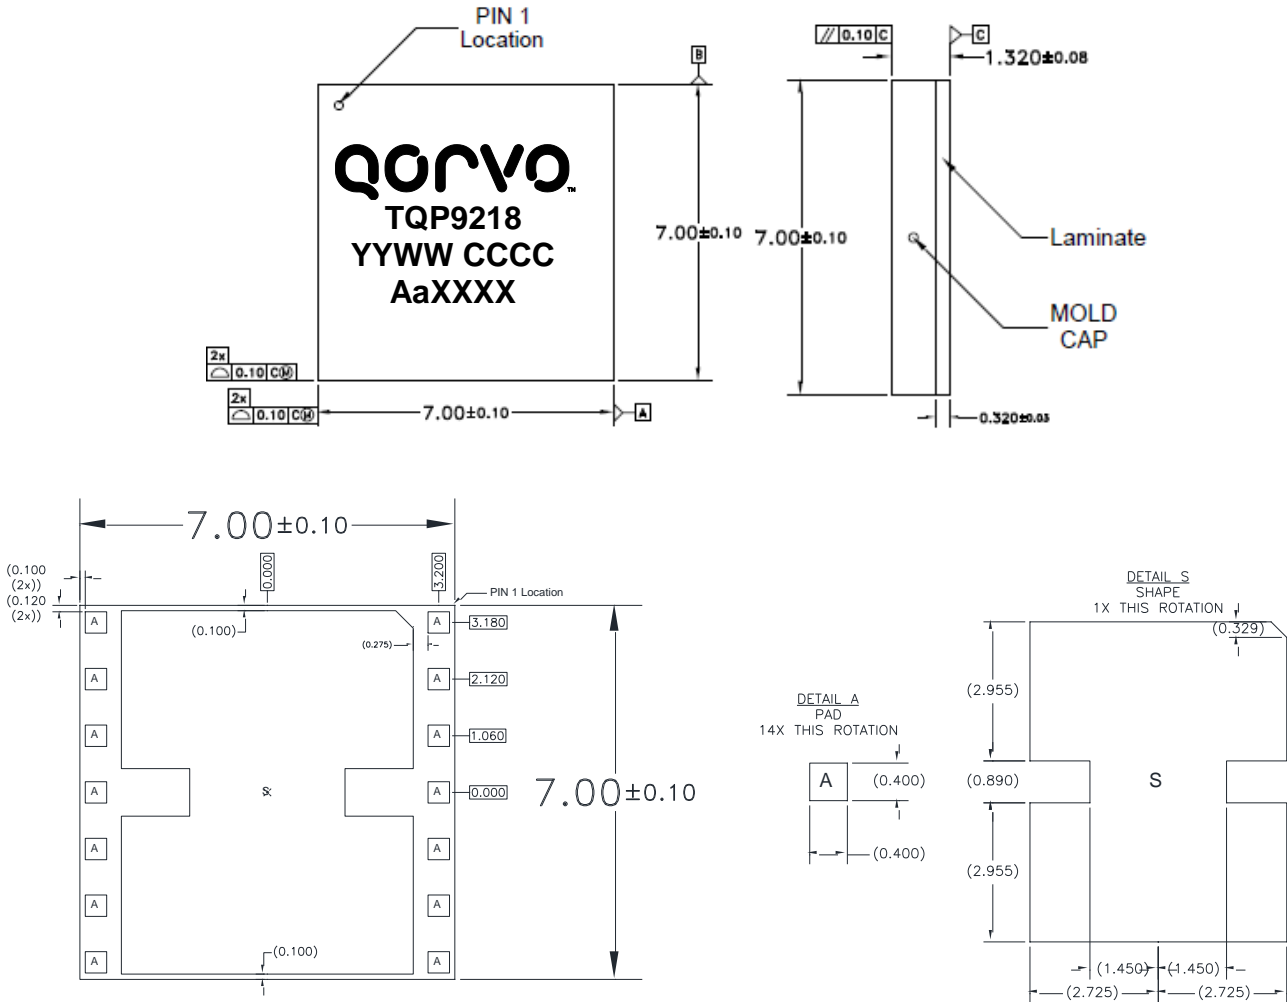 PIN 1
Location
// 0.10 C
C
1.320±0.08
B
QORVO™
TQP9218
YYWW CCCC
AaXXXX
7.00±0.10
7.00±0.10
Laminate
MOLD
CAP
2x
0.10 CⓂ
2x
0.10 CⓂ
7.00±0.10
A
0.320±0.03
7.00±0.10
(0.100
(2x))
(0.120
(2x))
0.000
3.200
PIN 1 Location
(0.100)
(0.275)
A
A
3.180
A
A
2.120
A
A
1.060
A
S
A
0.000
7.00±0.10
A
A
A
A
A
A
(0.100)
DETAIL A
PAD
14X THIS ROTATION
A
(0.400)
(0.400)
DETAIL S
SHAPE
1X THIS ROTATION
(0.329)
(2.955)
(0.890)
S
(2.955)
(1.450)
(1.450)
(2.725)
(2.725)